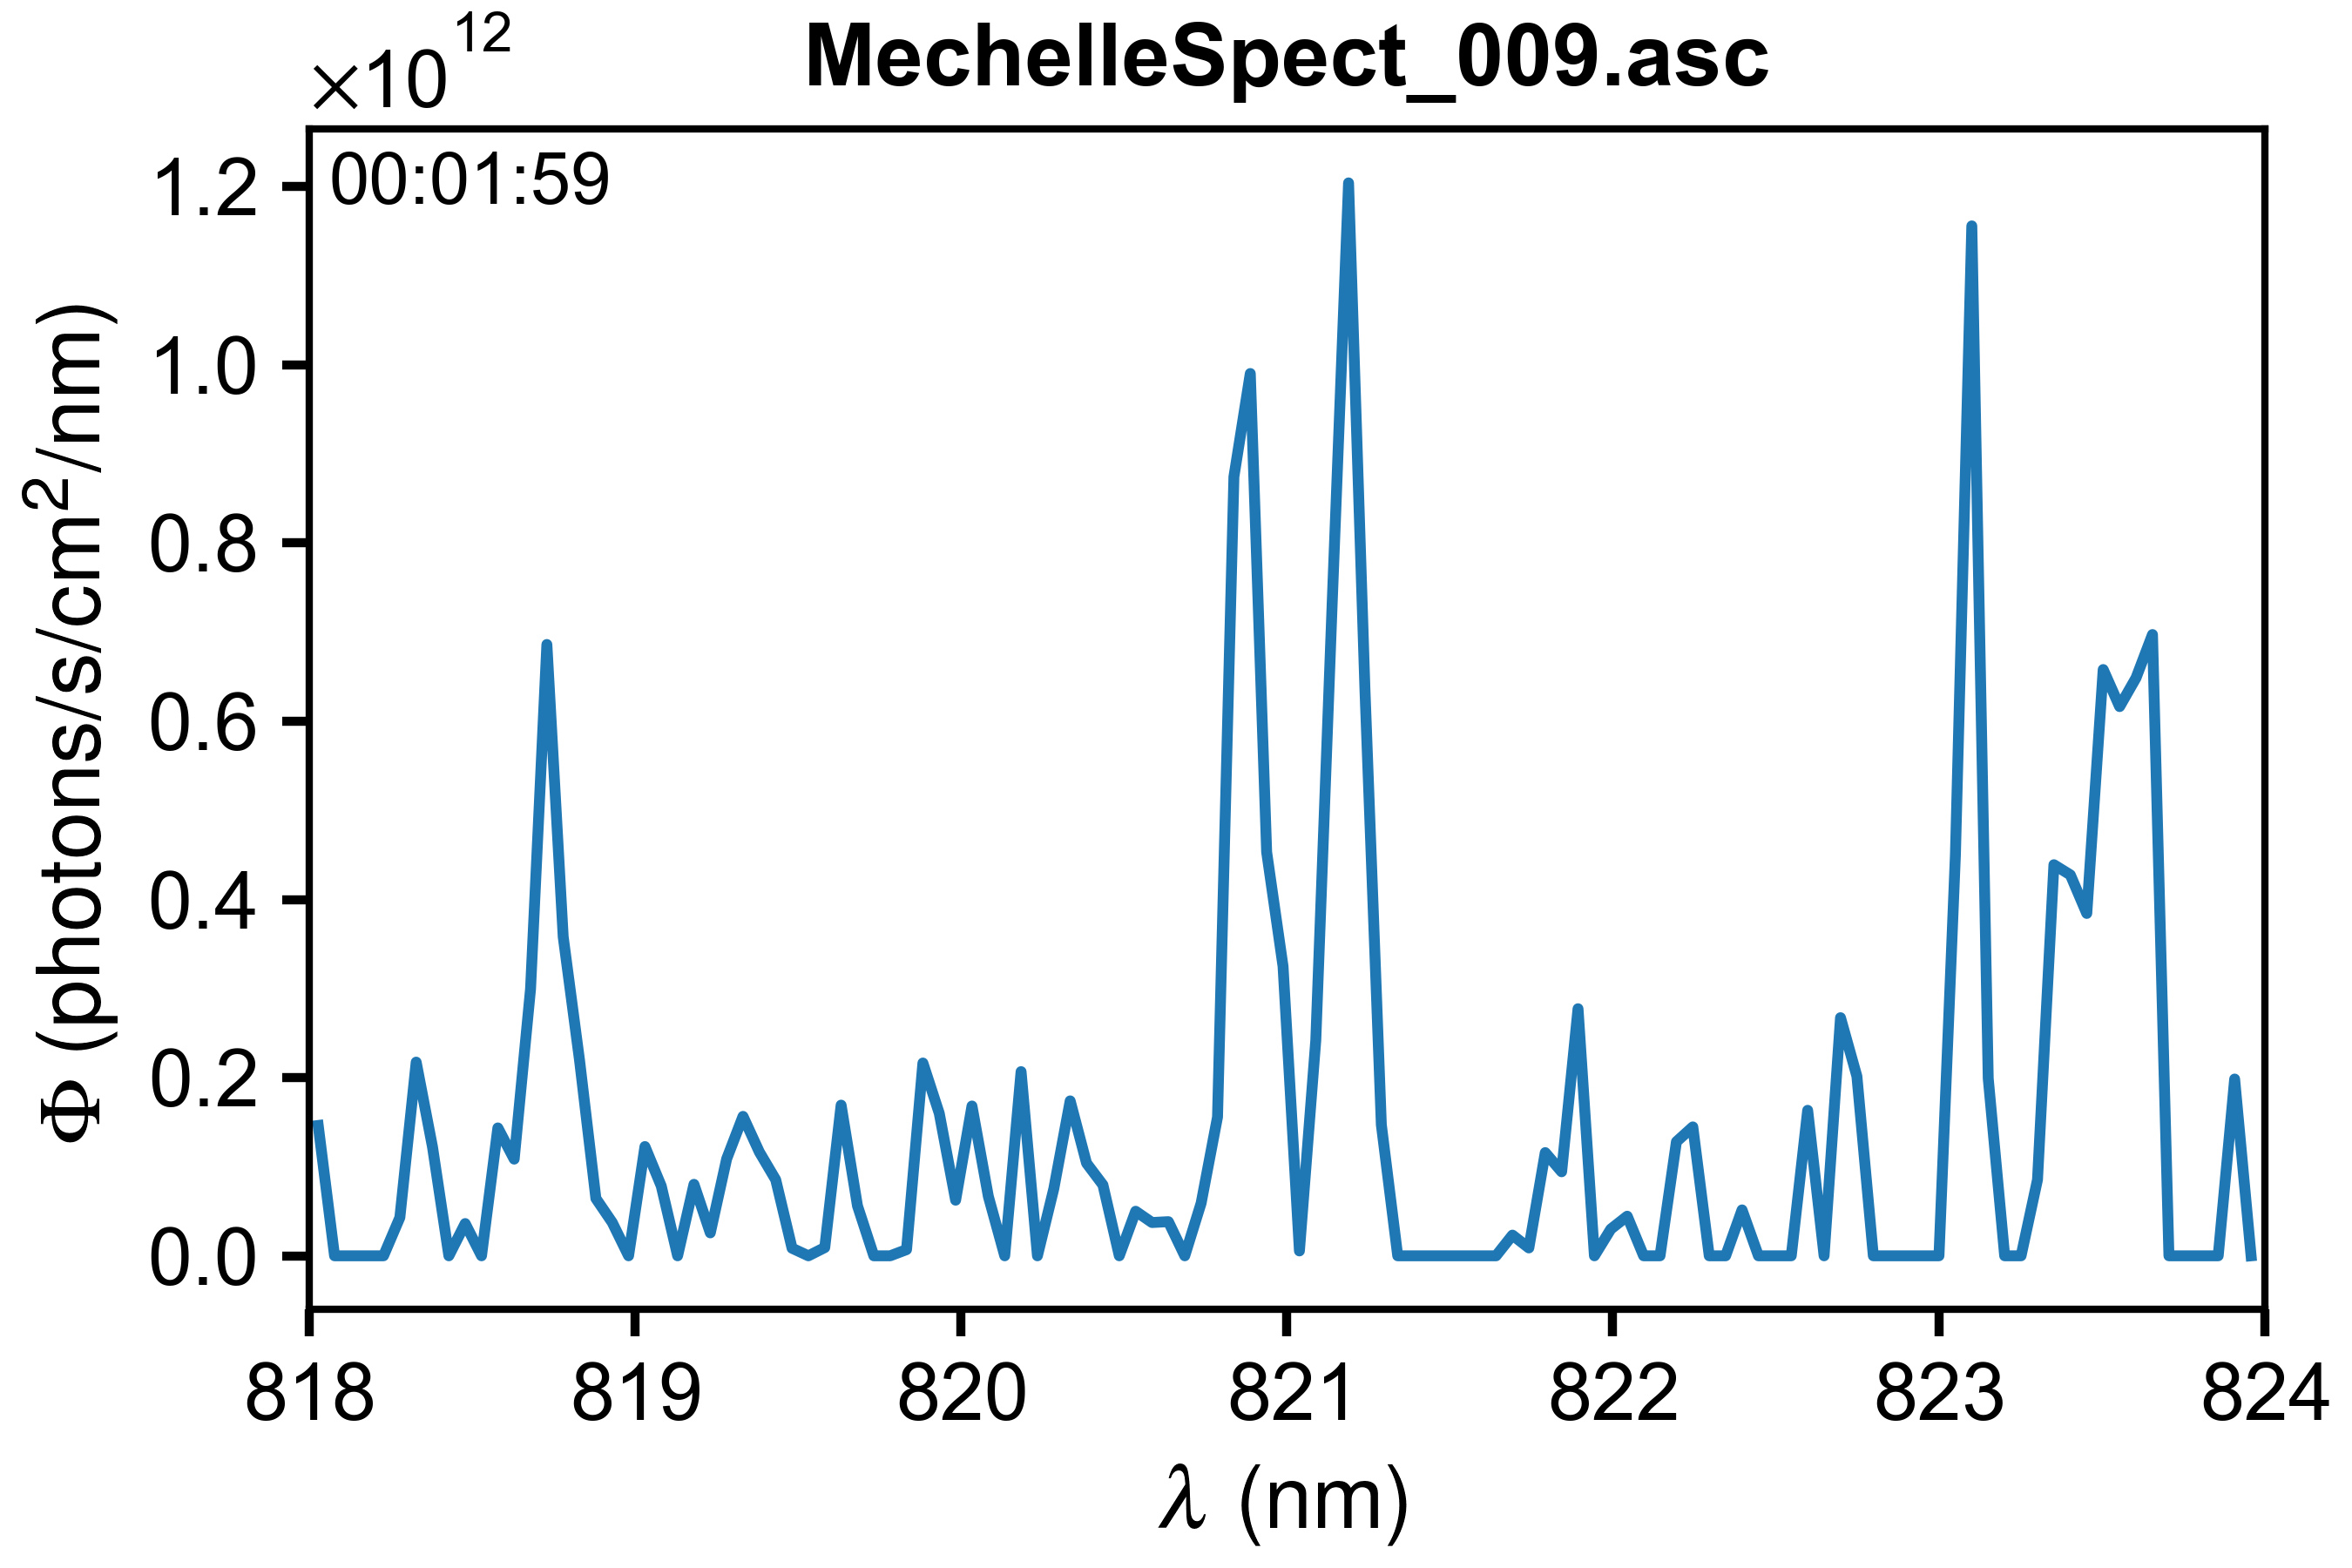 ×10^12
MechelleSpect_009.asc
00:01:59
1.2
1.0
0.8
0.6
0.4
0.2
0.0
Φ (photons/s/cm²/nm)
818 819 820 821 822 823 824
λ (nm)